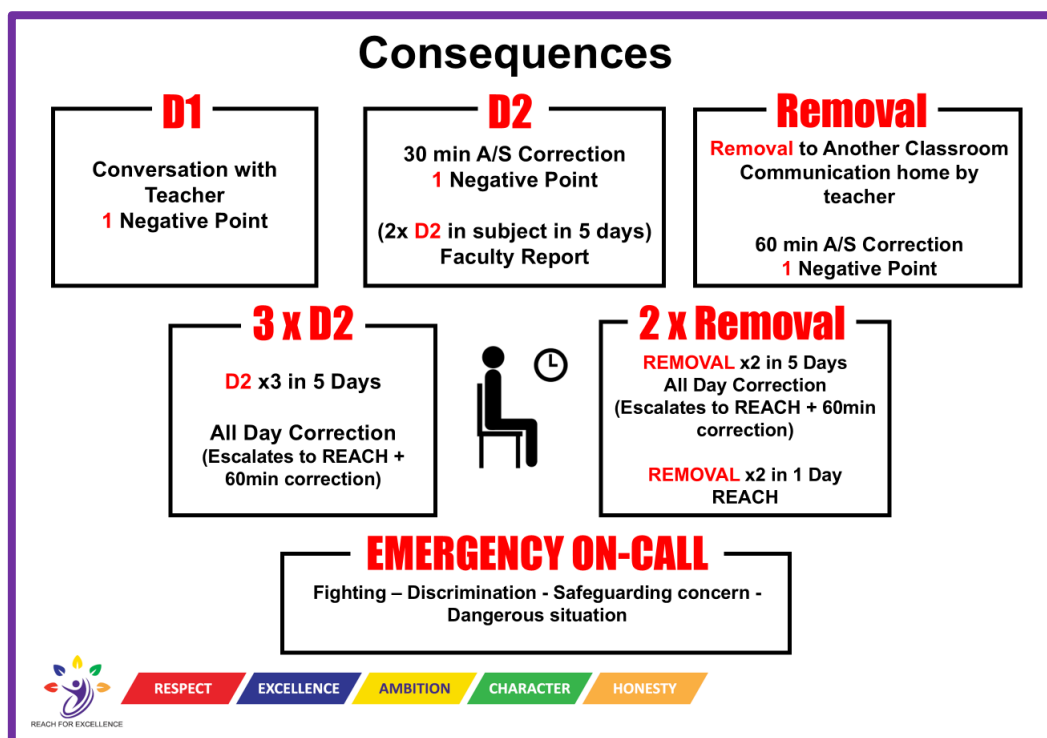 Consequences
D1
Conversation with
Teacher
1 Negative Point
D2
30 min A/S Correction
1 Negative Point
(2x D2 in subject in 5 days)
Faculty Report
Removal
Removal to Another Classroom
Communication home by
teacher
60 min A/S Correction
1 Negative Point
3 x D2
D2 x3 in 5 Days
All Day Correction
(Escalates to REACH +
60min correction)
2 x Removal
REMOVAL x2 in 5 Days
All Day Correction
(Escalates to REACH + 60min
correction)
REMOVAL x2 in 1 Day
REACH
EMERGENCY ON-CALL
Fighting – Discrimination - Safeguarding concern -
Dangerous situation
REACH FOR EXCELLENCE
RESPECT
EXCELLENCE
AMBITION
CHARACTER
HONESTY